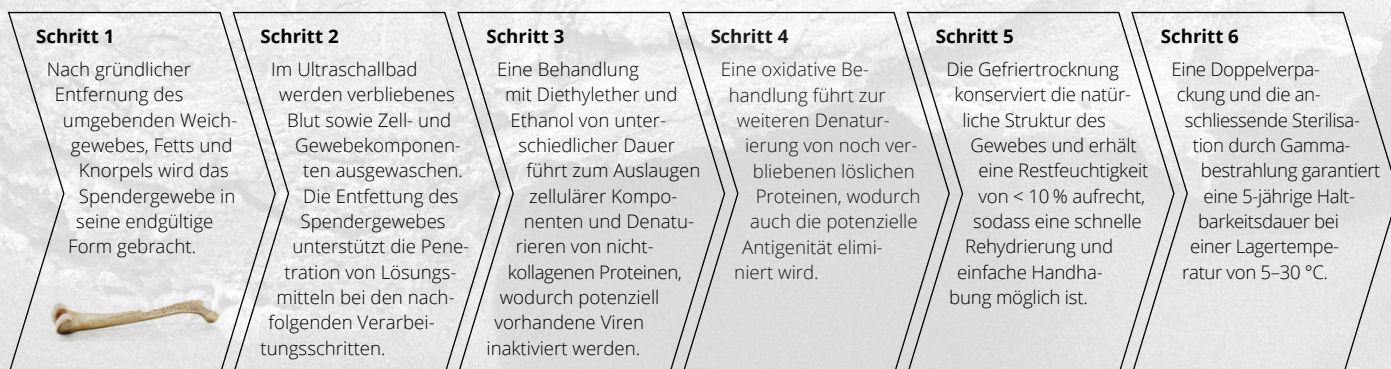 Schritt 1
Nach gründlicher
Entfernung des
umgebenden Weich-
gewebes, Fetts und
Knorpels wird das
Spendergewebe in
seine endgültige
Form gebracht.
Schritt 2
Im Ultraschallbad
werden verbliebenes
Blut sowie Zell- und
Gewebekomponen-
ten ausgewaschen.
Die Entfettung des
Spendergewebes
unterstützt die Pene-
tration von Lösungs-
mitteln bei den nach-
folgenden Verarbei-
tungsschritten.
Schritt 3
Eine Behandlung
mit Diethylether und
Ethanol von unter-
schiedlicher Dauer
führt zum Auslaugen
zellulärer Kompo-
nenten und Denatu-
rieren von nicht-
kollagenen Proteinen,
wodurch potenziell
vorhandene Viren
inaktiviert werden.
Schritt 4
Eine oxidative Be-
handlung führt zur
weiteren Denatur-
ierung von noch ver-
bliebenen löslichen
Proteinen, wodurch
auch die potenzielle
Antigenität elimi-
niert wird.
Schritt 5
Die Gefriertrocknung
konserviert die natür-
liche Struktur des
Gewebes und erhält
eine Restfeuchtigkeit
von < 10 % aufrecht,
sodass eine schnelle
Rehydrierung und
einfache Handha-
bung möglich ist.
Schritt 6
Eine Doppelverpa-
ckung und die an-
schliessende Sterilisa-
tion durch Gamma-
bestrahlung garantiert
eine 5-jährige Halt-
barkeitsdauer bei
einer Lagertempe-
ratur von 5–30 °C.